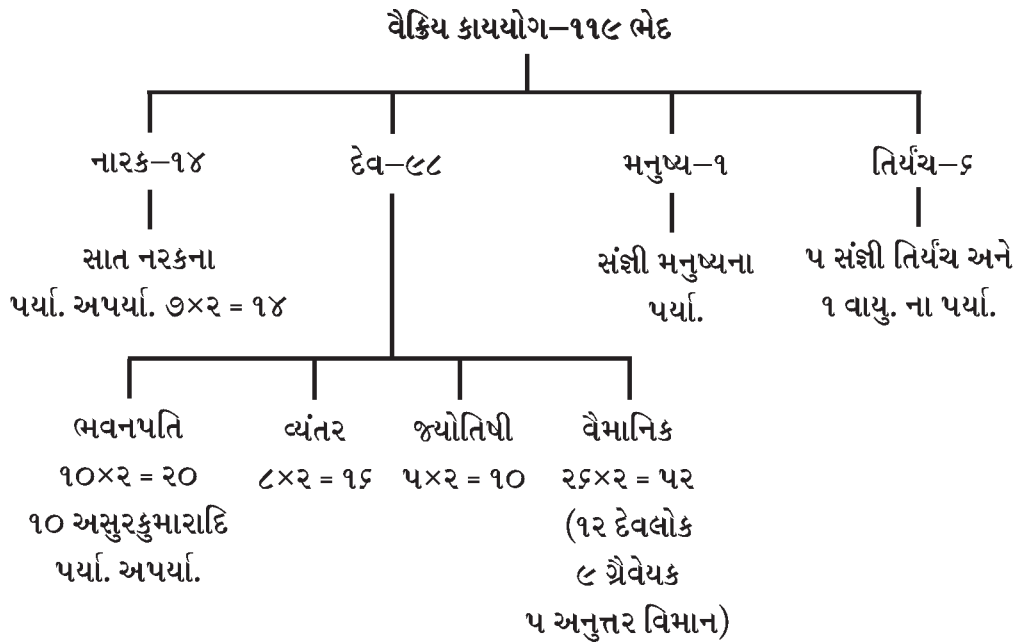 વૈક્રિય કાયયોગ–૧૧૯ ભેદ
નારક–૧૪
દેવ–૯૮
મનુષ્ય–૧
તિર્યંચ–૬
સાત નરકના
પર્યા. અપર્યા. ૭×૨ = ૧૪
સંજ્ઞી મનુષ્યના
પર્યા.
૫ સંજ્ઞી તિર્યંચ અને
૧ વાયુ. ના પર્યા.
ભવનપતિ
૧૦×૨ = ૨૦
૧૦ અસુરકુમારાદિ
પર્યા. અપર્યા.
વ્યંતર
૮×૨ = ૧૬
જ્યોતિષી
૫×૨ = ૧૦
વૈમાનિક
૨૬×૨ = ૫૨
(૧૨ દેવલોક
૯ ગ્રૈવેયક
૫ અનુત્તર વિમાન)